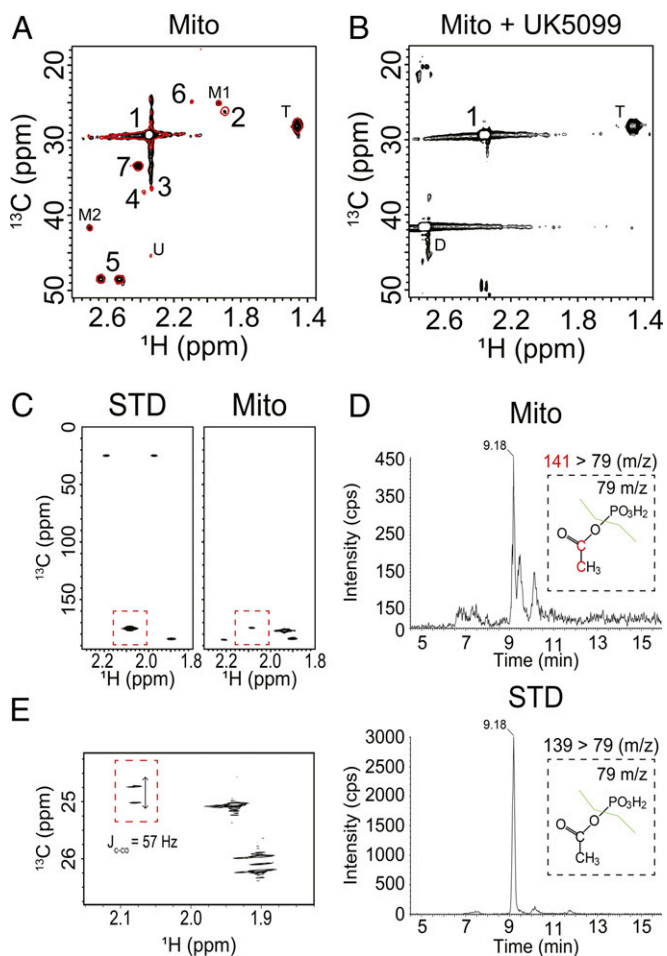 A
Mito
20
30
40
50
¹³C (ppm)
6
M1
2
1
T
7
3
4
M2
U
5
2.6
2.2
1.8
1.4
¹H (ppm)
B
Mito + UK5099
20
30
40
50
¹³C (ppm)
1
T
D
2.6
2.2
1.8
1.4
¹H (ppm)
C
STD
Mito
0
50
100
150
¹³C (ppm)
2.2
2.0
1.8
¹H (ppm)
2.2
2.0
1.8
¹H (ppm)
D
Mito
9.18
141 > 79 (m/z)
79 m/z
PO₃H₂
O
O
C
CH₃
450
350
250
150
50
0
Intensity (cps)
5
7
9
11
13
15
Time (min)
STD
9.18
139 > 79 (m/z)
79 m/z
PO₃H₂
O
O
C
CH₃
3000
2500
2000
1500
1000
500
0
Intensity (cps)
5
7
9
11
13
15
Time (min)
E
25
26
¹³C (ppm)
J C-CO = 57 Hz
2.1
2.0
1.9
¹H (ppm)